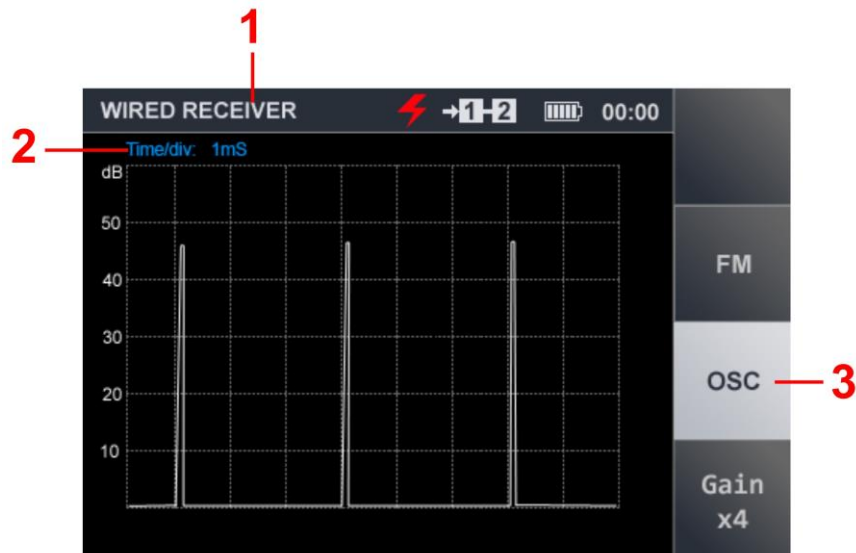 1
WIRED RECEIVER →1-2 00:00
2 Time/div: 1mS
dB
50
40
30
20
10
FM
OSC 3
Gain
x4